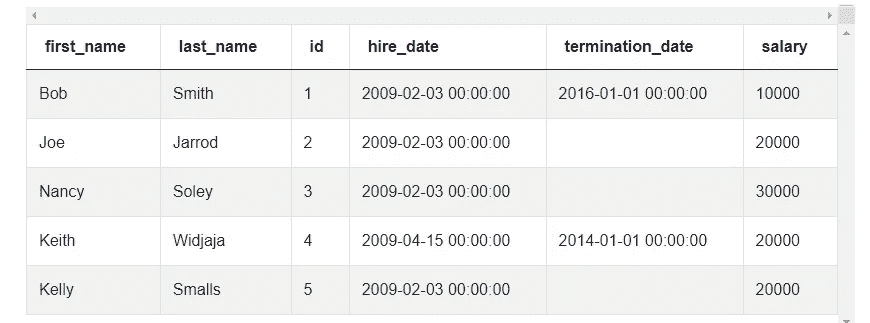 first_name last_name id hire_date termination_date salary
Bob Smith 1 2009-02-03 00:00:00 2016-01-01 00:00:00 10000
Joe Jarrod 2 2009-02-03 00:00:00 20000
Nancy Soley 3 2009-02-03 00:00:00 30000
Keith Widjaja 4 2009-04-15 00:00:00 2014-01-01 00:00:00 20000
Kelly Smalls 5 2009-02-03 00:00:00 20000